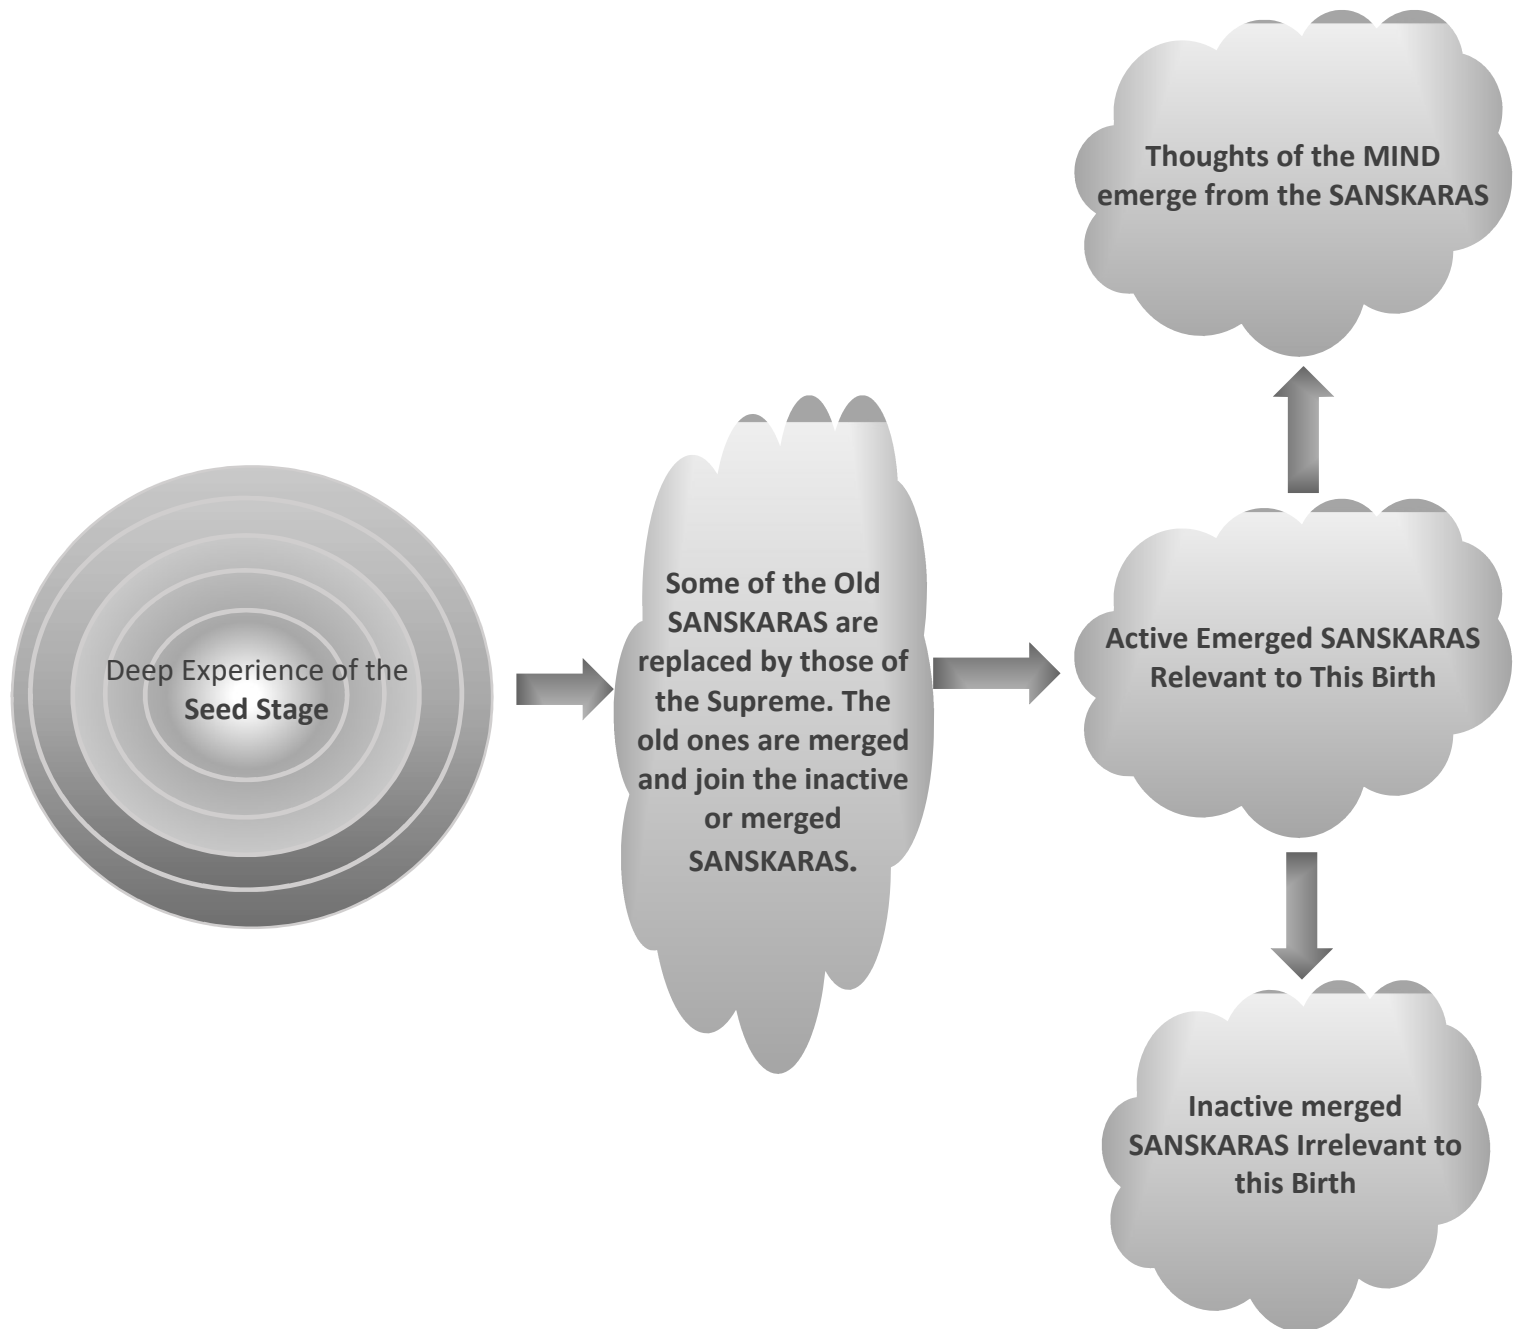 Deep Experience of the
Seed Stage
Some of the Old
SANSKARAS are
replaced by those of
the Supreme. The
old ones are merged
and join the inactive
or merged
SANSKARAS.
Thoughts of the MIND
emerge from the SANSKARAS
Active Emerged SANSKARAS
Relevant to This Birth
Inactive merged
SANSKARAS Irrelevant to
this Birth